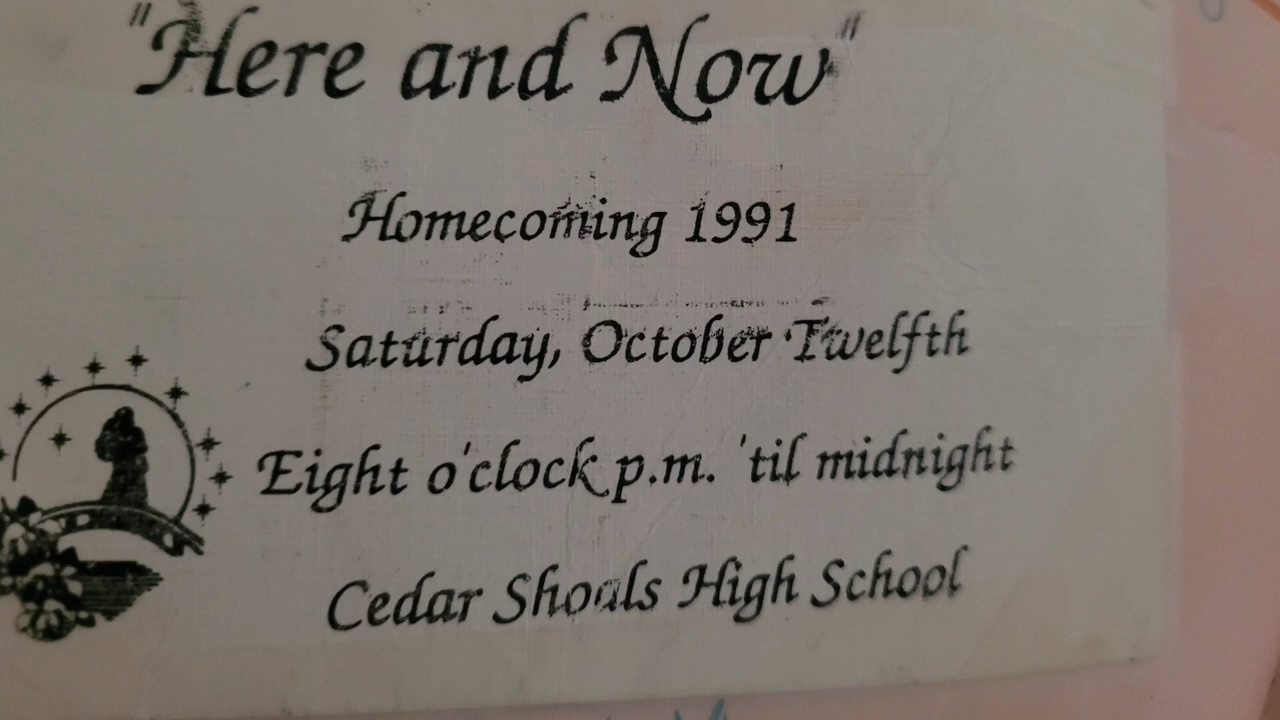 "Here and Now"
Homecoming 1991
Saturday, October Twelfth
Eight o'clock p.m. 'til midnight
Cedar Shoals High School